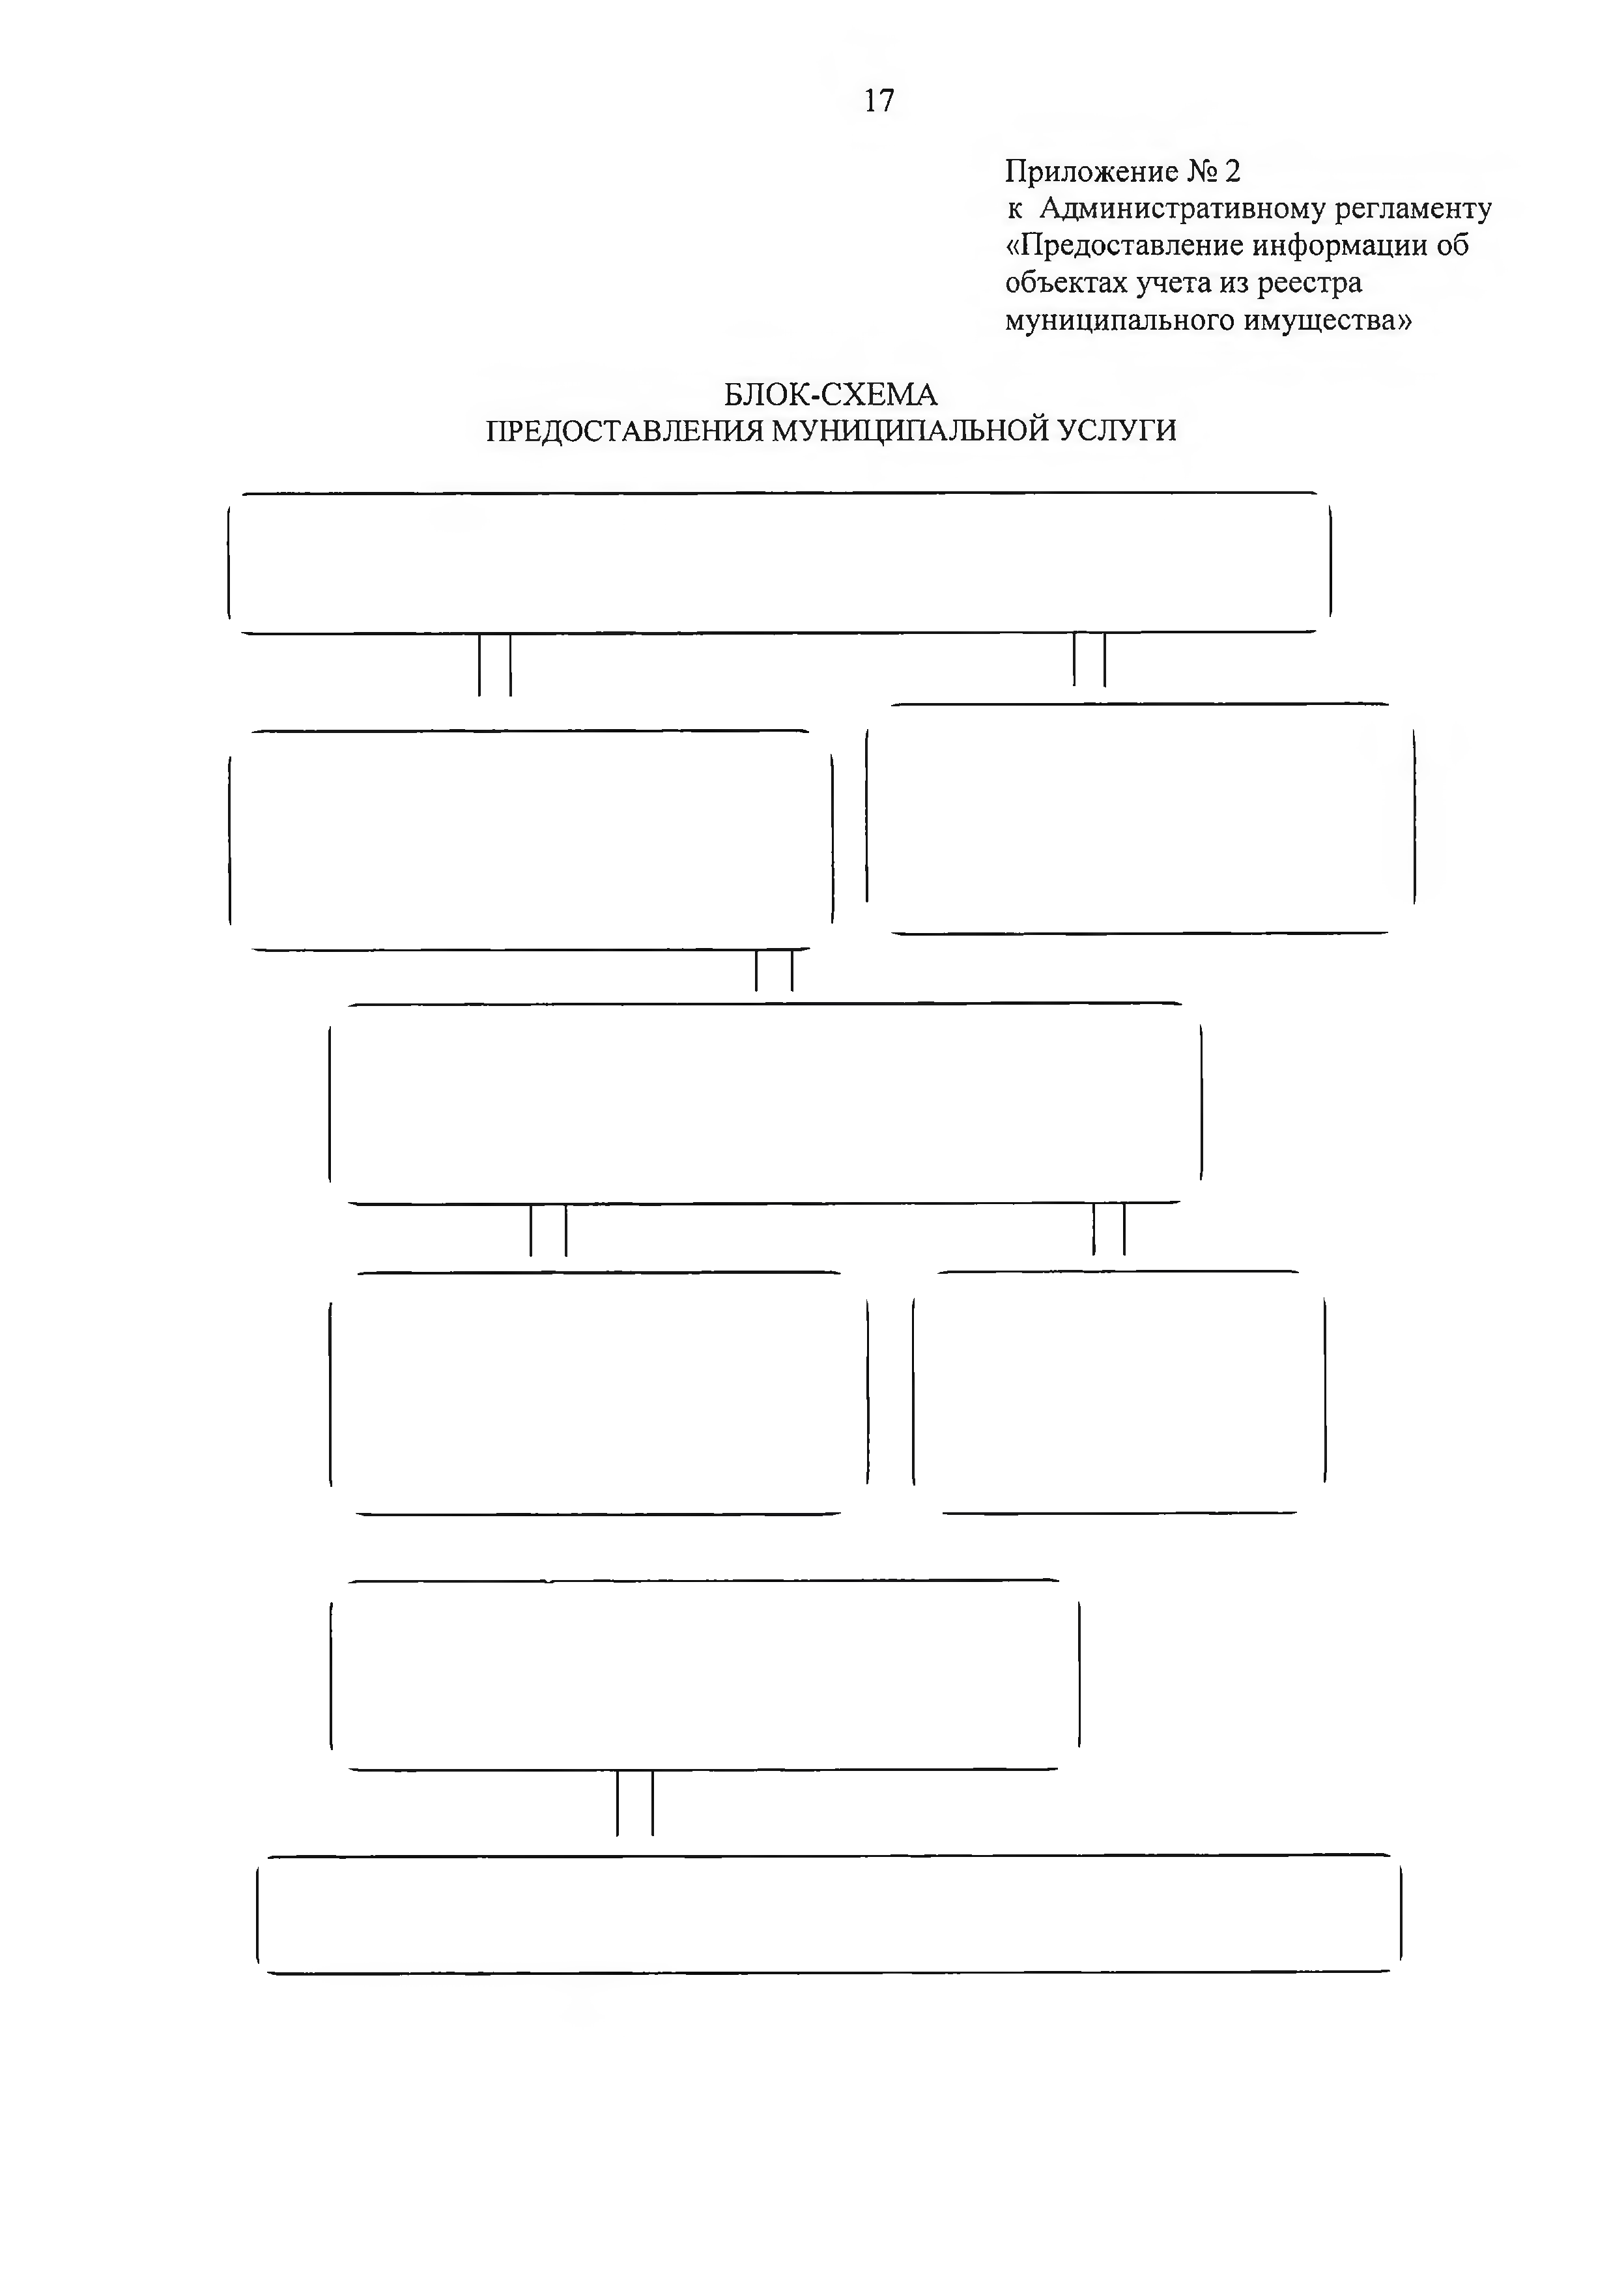 17
Приложение № 2
к Административному регламенту
«Предоставление информации об
объектах учета из реестра
муниципального имущества»
БЛОК-СХЕМА
ПРЕДОСТАВЛЕНИЯ МУНИЦИПАЛЬНОЙ УСЛУГИ